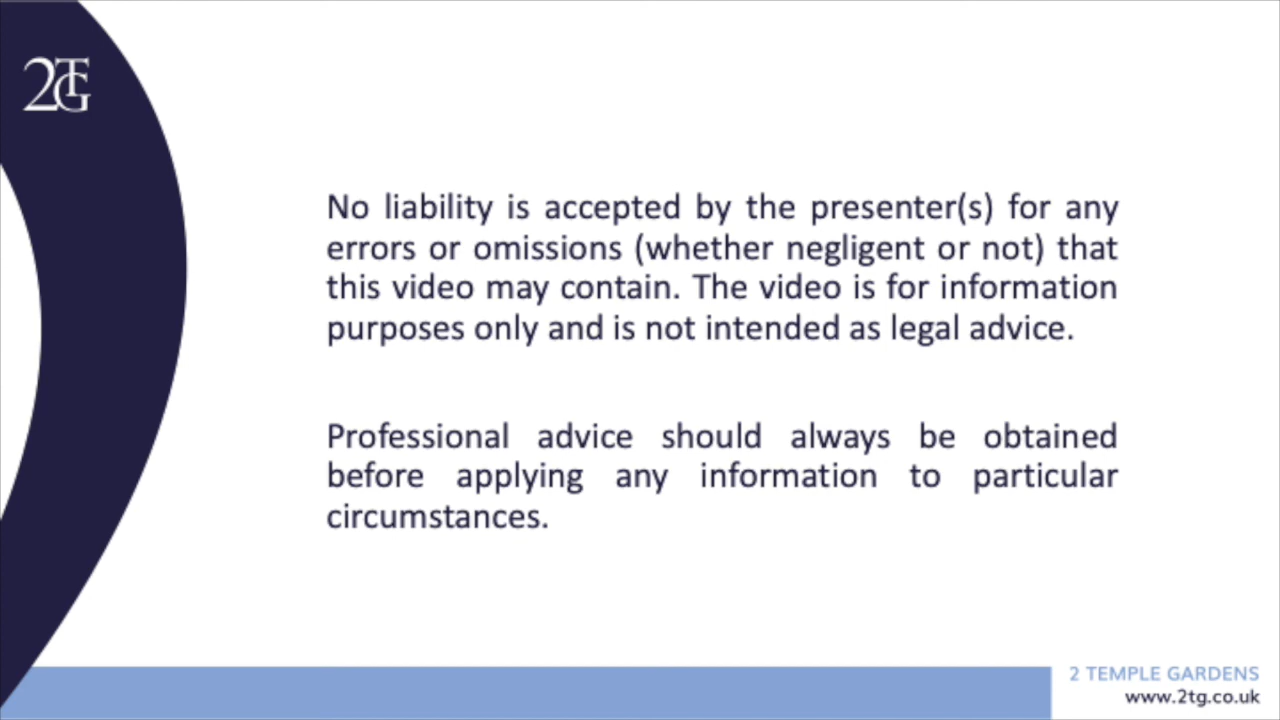 2TG
No liability is accepted by the presenter(s) for any
errors or omissions (whether negligent or not) that
this video may contain. The video is for information
purposes only and is not intended as legal advice.
Professional advice should always be obtained
before applying any information to particular
circumstances.
2 TEMPLE GARDENS
www.2tg.co.uk